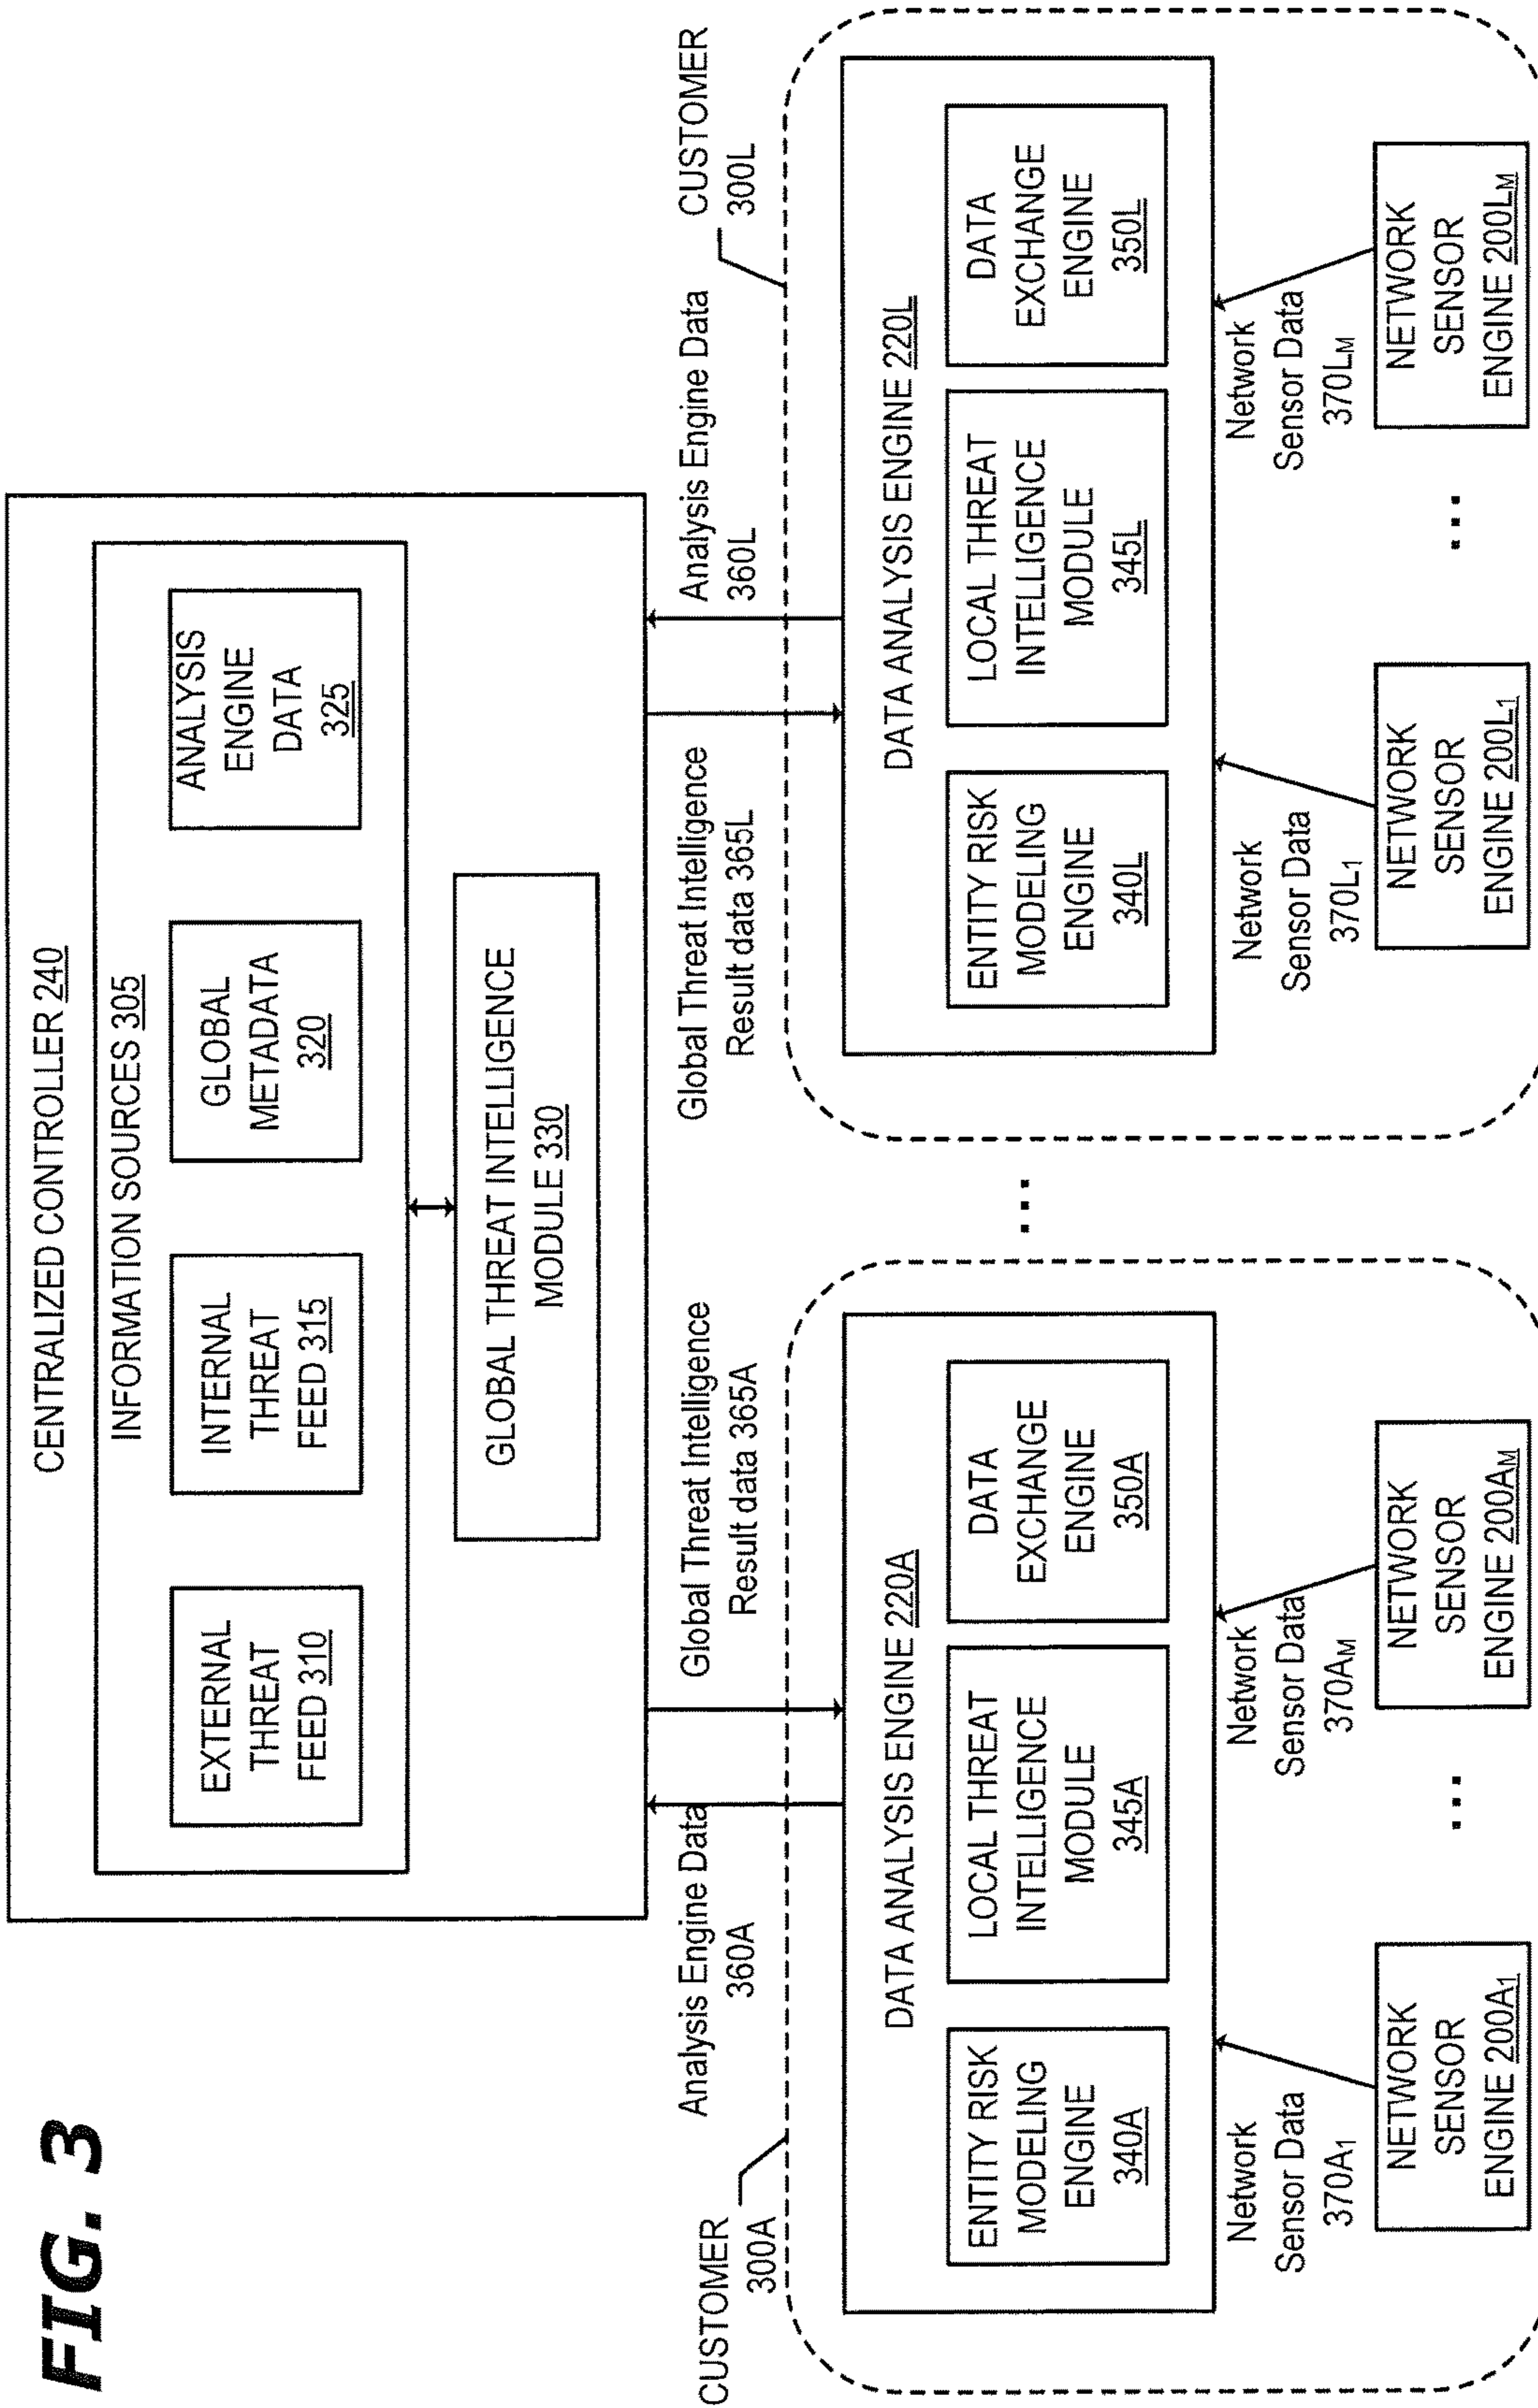 FIG. 3
CENTRALIZED CONTROLLER 240
INFORMATION SOURCES 305
EXTERNAL
THREAT
FEED 310
INTERNAL
THREAT
FEED 315
GLOBAL
METADATA
320
ANALYSIS
ENGINE
DATA
325
GLOBAL THREAT INTELLIGENCE
MODULE 330
CUSTOMER
300A
Analysis Engine Data
360A
Global Threat Intelligence
Result data 365A
Global Threat Intelligence
Result data 365L
Analysis Engine Data
360L
CUSTOMER
300L
DATA ANALYSIS ENGINE 220A
ENTITY RISK
MODELING
ENGINE
340A
LOCAL THREAT
INTELLIGENCE
MODULE
345A
DATA
EXCHANGE
ENGINE
350A
...
DATA ANALYSIS ENGINE 220L
ENTITY RISK
MODELING
ENGINE
340L
LOCAL THREAT
INTELLIGENCE
MODULE
345L
DATA
EXCHANGE
ENGINE
350L
Network
Sensor Data
370A₁
Network
Sensor Data
370Aₘ
Network
Sensor Data
370L₁
Network
Sensor Data
370Lₘ
NETWORK
SENSOR
ENGINE 200A₁
...
NETWORK
SENSOR
ENGINE 200Aₘ
NETWORK
SENSOR
ENGINE 200L₁
...
NETWORK
SENSOR
ENGINE 200Lₘ